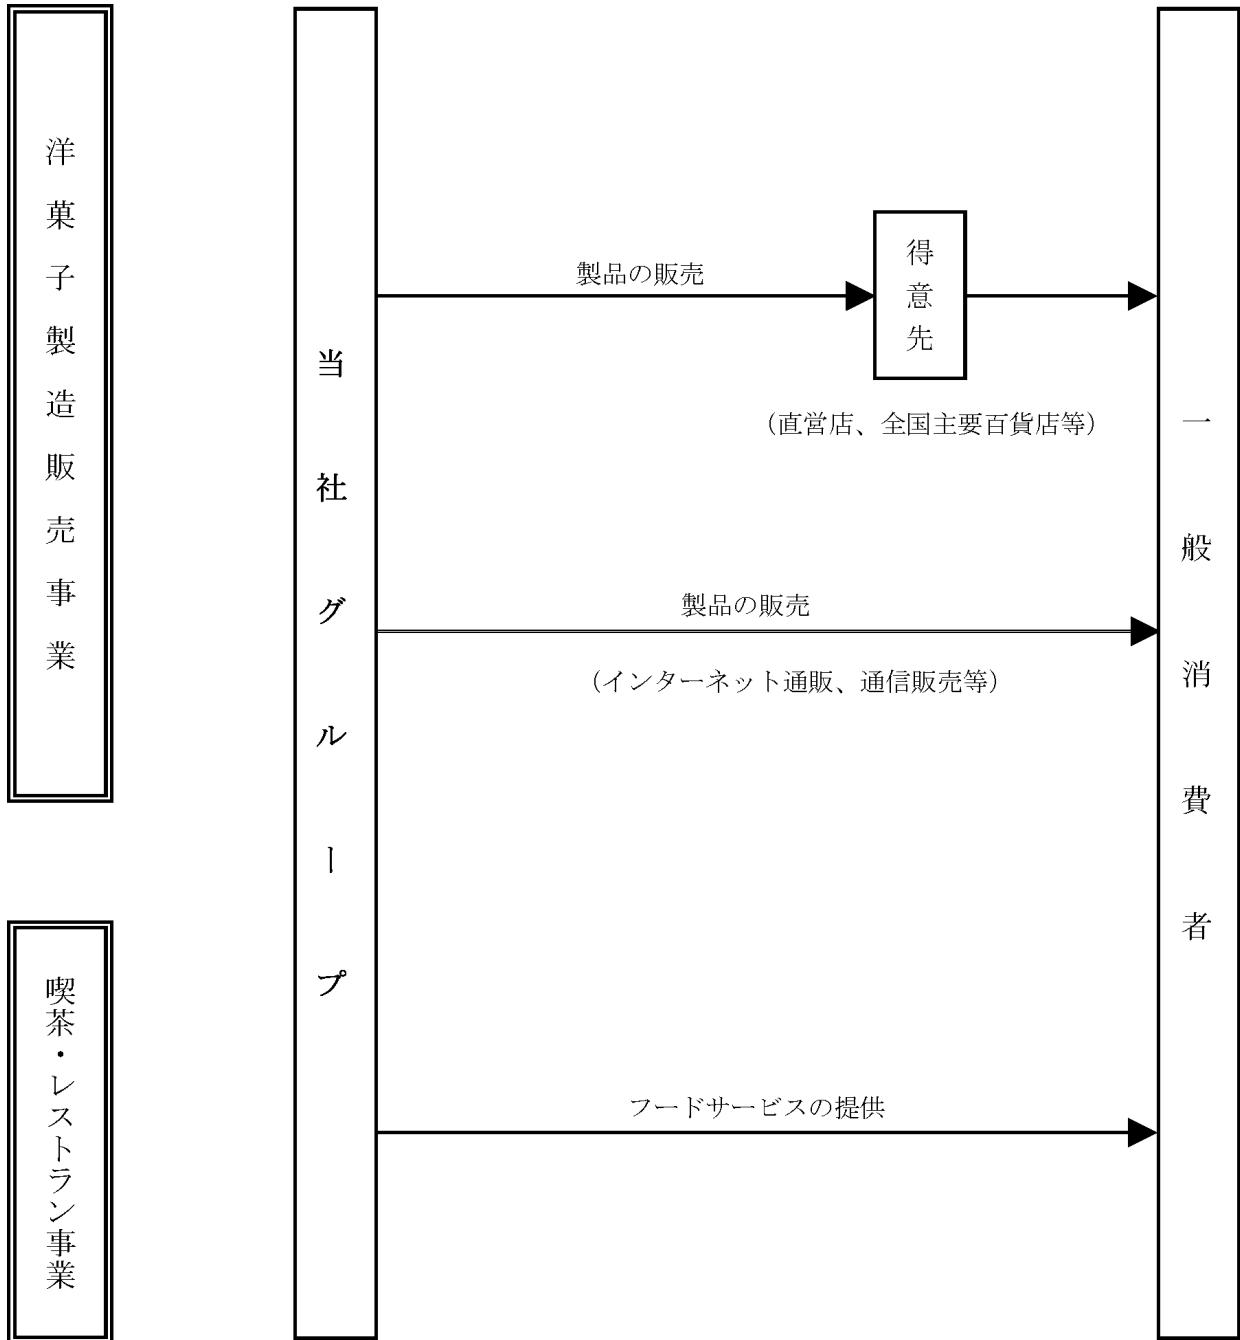 洋菓子製造販売事業
喫茶・レストラン事業
当社グループ
製品の販売
得意先
（直営店、全国主要百貨店等）
製品の販売
（インターネット通販、通信販売等）
フードサービスの提供
一般消費者